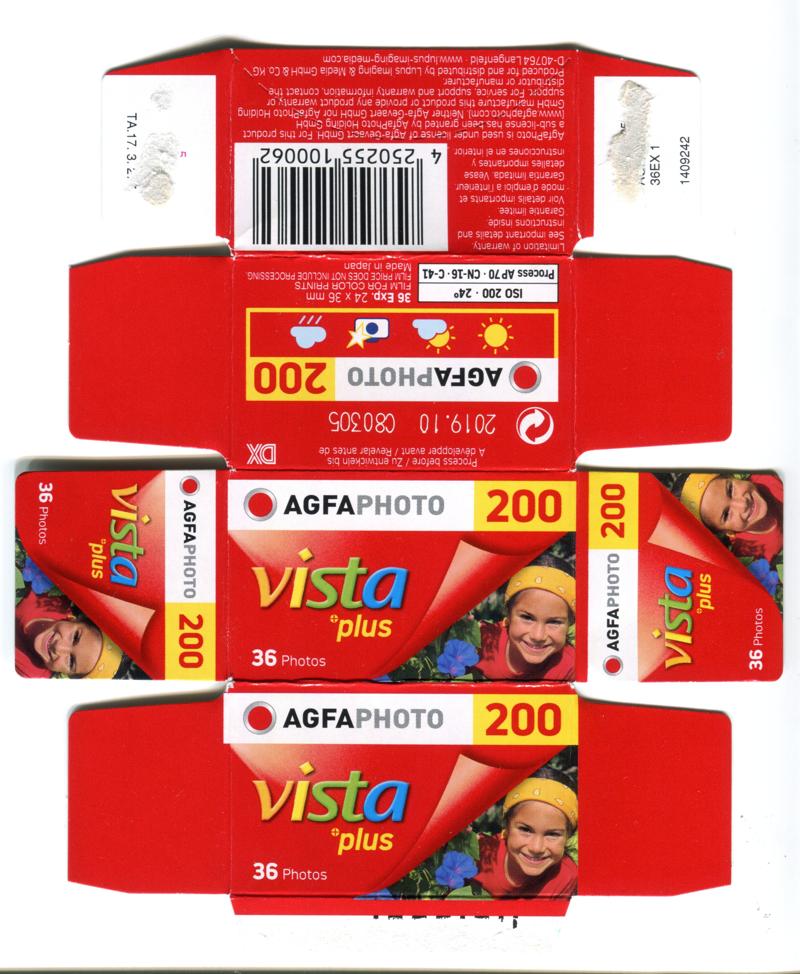 D-40764 Langenfeld · www.lupus-imaging-media.com
Produced for and distributed by Lupus Imaging & Media GmbH & Co. KG
distributor or manufacturer.
support. For service, support and warranty information, contact the
GmbH manufacture this product or provide any product warranty or
(www.agfaphoto.com). Neither Agfa-Gevaert GmbH nor AgfaPhoto Holding
a sub-license has been granted by AgfaPhoto Holding GmbH
AgfaPhoto is used under license of Agfa-Gevaert GmbH. For this product
TA.17. 3. 2.
36EX 1
1409242
4 250255 100062
instrucciones en el interior
detalles importantes y
Garantía limitada. Vease
mode d'emploi à l'interieur.
Voir détails importants et
Garantie limitée.
instructions inside.
See important details and
Limitation of warranty.
Made in Japan
FILM PRICE DOES NOT INCLUDE PROCESSING.
FILM FOR COLOR PRINTS
36 Exp. 24 x 36 mm
Process AP 70 · CN-16 · C-41
ISO 200 · 24°
AGFAPHOTO 200
2019.10 C80305
DX
A développer avant / Revelar antes de
Process before / Zu entwickeln bis
36 Photos
vista
+plus
AGFAPHOTO 200
AGFAPHOTO 200
vista
+plus
36 Photos
AGFAPHOTO 200
vista
+plus
36 Photos
AGFAPHOTO 200
vista
+plus
36 Photos